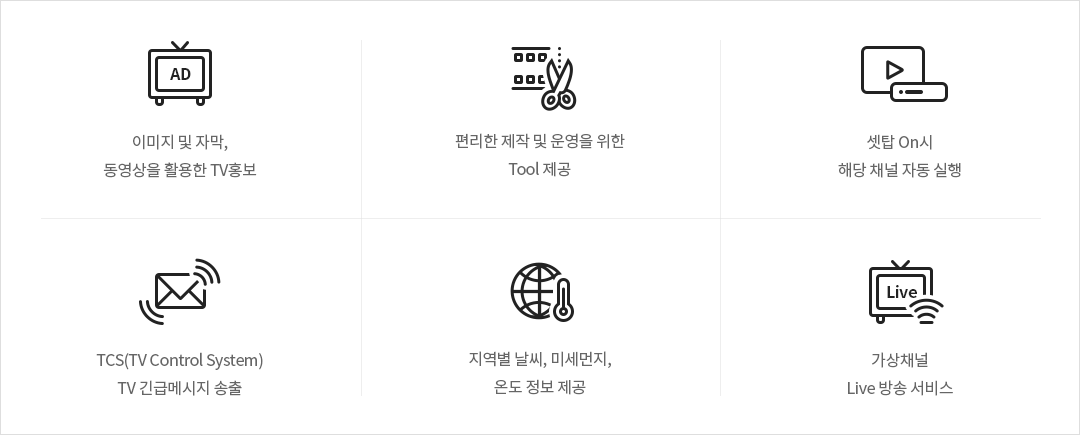 AD
이미지 및 자막,
동영상을 활용한 TV홍보
편리한 제작 및 운영을 위한
Tool 제공
셋탑 On시
해당 채널 자동 실행
TCS(TV Control System)
TV 긴급메시지 송출
지역별 날씨, 미세먼지,
온도 정보 제공
Live
가상채널
Live 방송 서비스